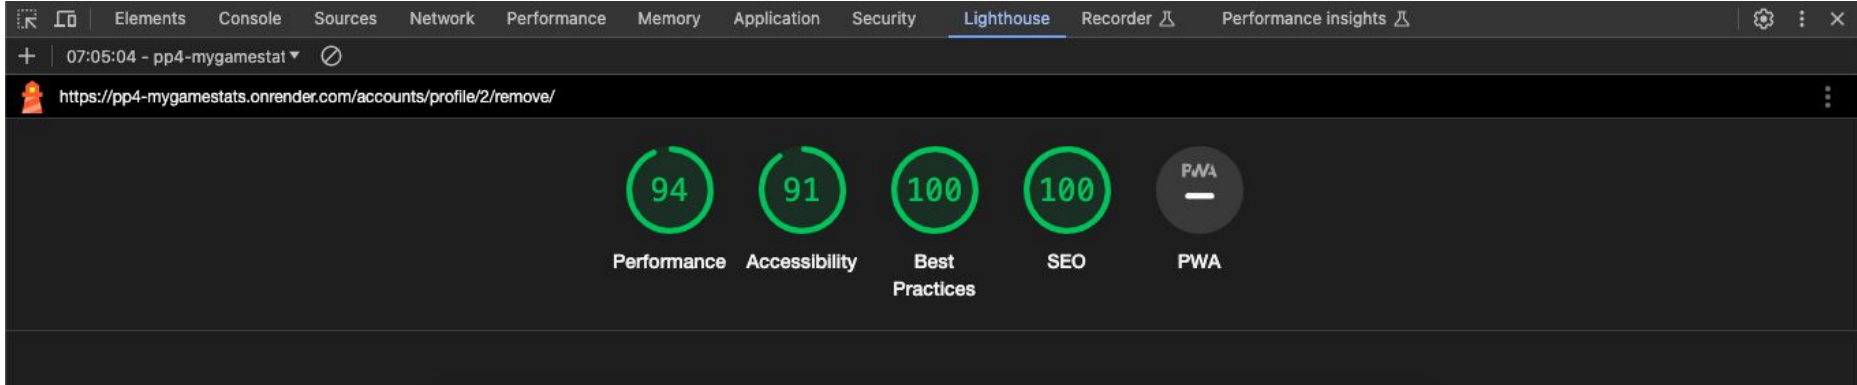 Elements Console Sources Network Performance Memory Application Security Lighthouse Recorder Performance insights
07:05:04 - pp4-mygamestat
https://pp4-mygamestats.onrender.com/accounts/profile/2/remove/
94 91 100 100 PWA
Performance Accessibility Best Practices SEO PWA